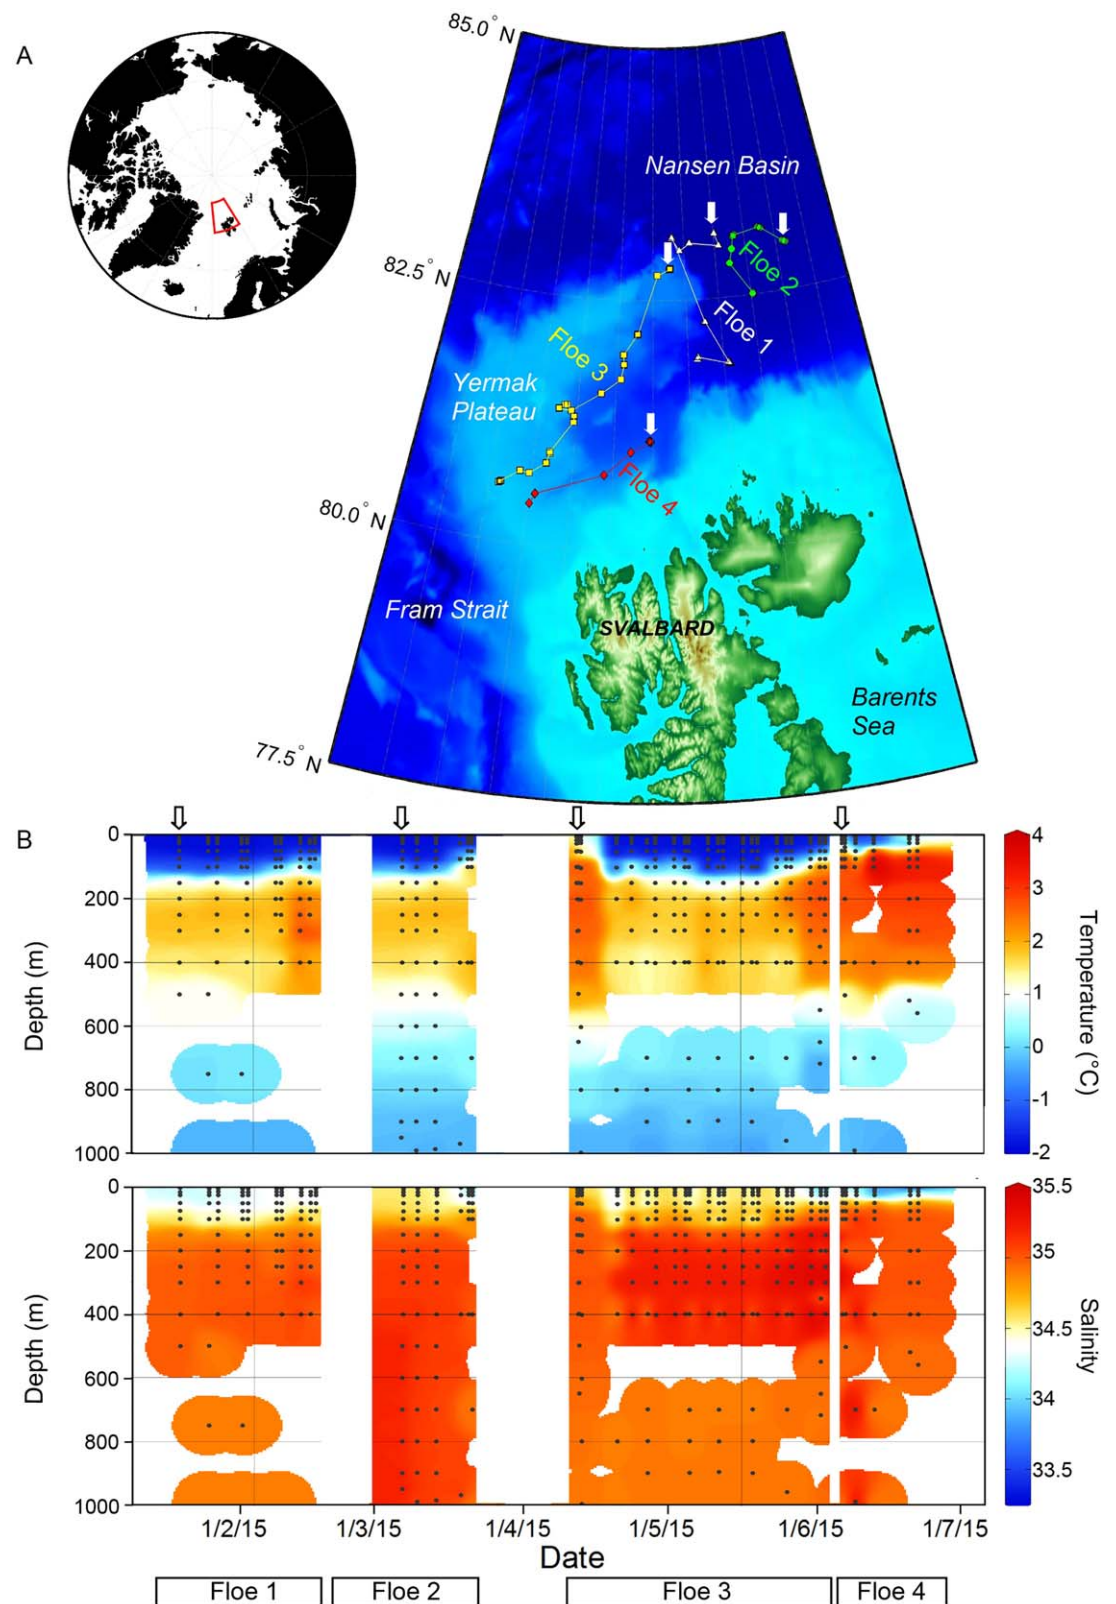 A
85.0° N
Nansen Basin
82.5° N
Floe 2
Floe 1
Floe 3
Yermak
Plateau
Floe 4
80.0° N
Fram Strait
SVALBARD
Barents
Sea
77.5° N
B
0
200
400
600
800
1000
Depth (m)
4
3
2
1
0
-1
-2
Temperature (°C)
0
200
400
600
800
1000
Depth (m)
35.5
35
34.5
34
33.5
Salinity
1/2/15 1/3/15 1/4/15 1/5/15 1/6/15 1/7/15
Date
Floe 1 Floe 2 Floe 3 Floe 4